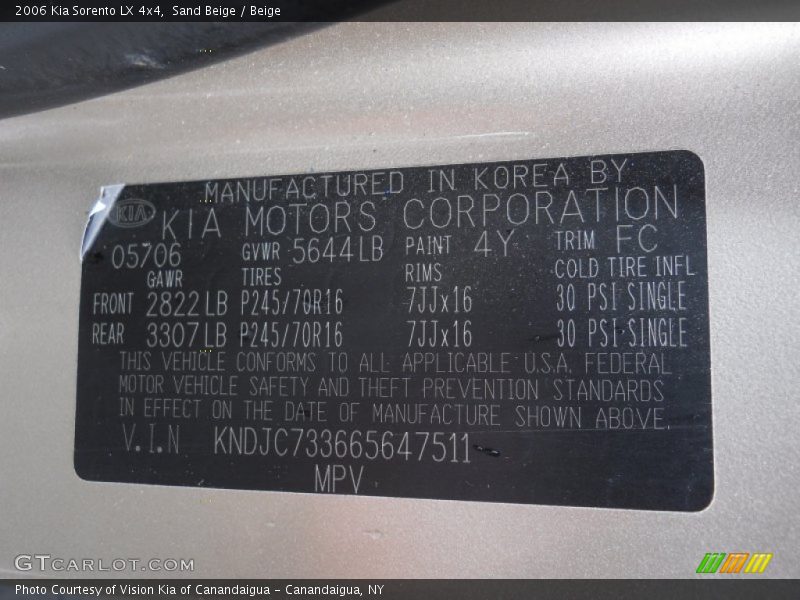 2006 Kia Sorento LX 4x4, Sand Beige / Beige
MANUFACTURED IN KOREA BY
KIA KIA MOTORS CORPORATION
05706 GVWR 5644LB PAINT 4Y TRIM FC
GAWR TIRES RIMS COLD TIRE INFL
FRONT 2822LB P245/70R16 7JJx16 30 PSI SINGLE
REAR 3307LB P245/70R16 7JJx16 30 PSI SINGLE
THIS VEHICLE CONFORMS TO ALL APPLICABLE U.S.A. FEDERAL
MOTOR VEHICLE SAFETY AND THEFT PREVENTION STANDARDS
IN EFFECT ON THE DATE OF MANUFACTURE SHOWN ABOVE.
V.I.N KNDJC733665647511
MPV
GTCARLOT.COM
Photo Courtesy of Vision Kia of Canandaigua - Canandaigua, NY